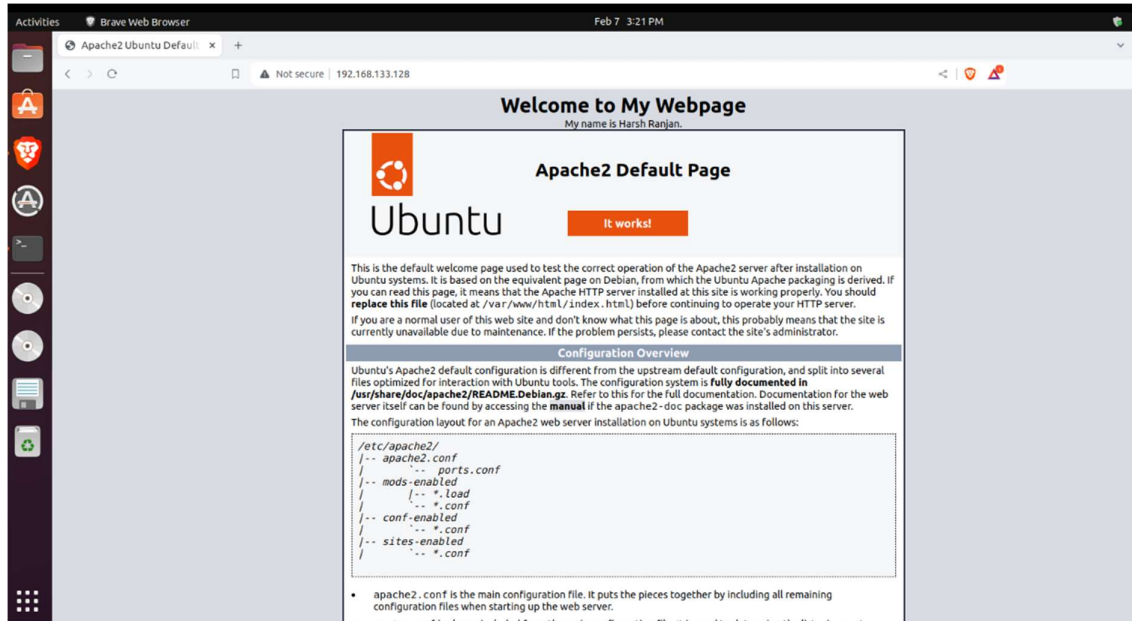 Activities Brave Web Browser Feb 7 3:21 PM
Apache2 Ubuntu Default
Not secure 192.168.133.128
Welcome to My Webpage
My name is Harsh Ranjan.
Apache2 Default Page
Ubuntu
It works!
This is the default welcome page used to test the correct operation of the Apache2 server after installation on
Ubuntu systems. It is based on the equivalent page on Debian, from which the Ubuntu Apache packaging is derived. If
you can read this page, it means that the Apache HTTP server installed at this site is working properly. You should
replace this file (located at /var/www/html/index.html) before continuing to operate your HTTP server.
If you are a normal user of this web site and don't know what this page is about, this probably means that the site is
currently unavailable due to maintenance. If the problem persists, please contact the site's administrator.
Configuration Overview
Ubuntu's Apache2 default configuration is different from the upstream default configuration, and split into several
files optimized for interaction with Ubuntu tools. The configuration system is fully documented in
/usr/share/doc/apache2/README.Debian.gz. Refer to this for the full documentation. Documentation for the web
server itself can be found by accessing the manual if the apache2-doc package was installed on this server.
The configuration layout for an Apache2 web server installation on Ubuntu systems is as follows:
/etc/apache2/
|-- apache2.conf
|       `--  ports.conf
|-- mods-enabled
|       |-- *.load
|       `-- *.conf
|-- conf-enabled
|       `-- *.conf
|-- sites-enabled
|       `-- *.conf
• apache2.conf is the main configuration file. It puts the pieces together by including all remaining
configuration files when starting up the web server.